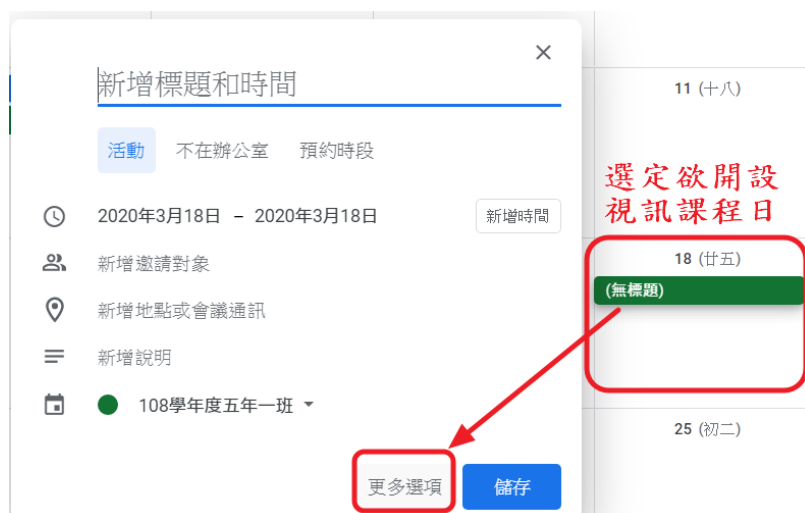 新增標題和時間
活動 不在辦公室 預約時段
2020年3月18日 – 2020年3月18日 新增時間
新增邀請對象
新增地點或會議通訊
新增說明
108學年度五年一班
更多選項 儲存
11 (十八)
選定欲開設
視訊課程日
18 (廿五)
(無標題)
25 (初二)